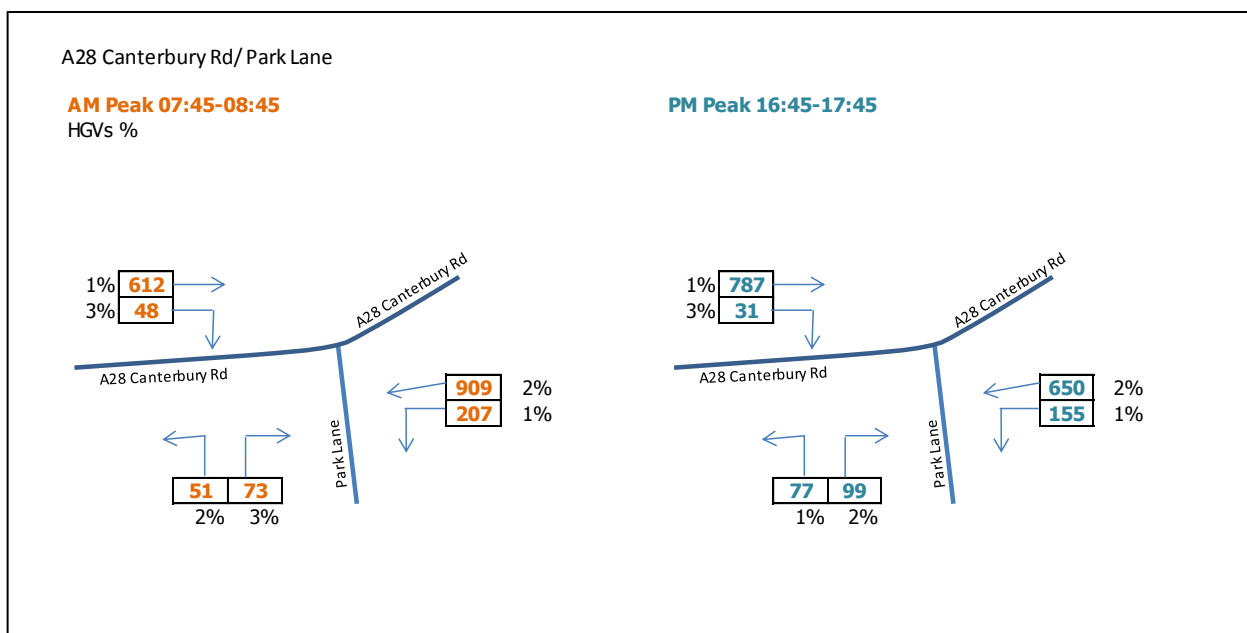 A28 Canterbury Rd/ Park Lane
AM Peak 07:45-08:45
HGVs %
1% 612
3% 48
A28 Canterbury Rd
A28 Canterbury Rd
909 2%
207 1%
Park Lane
51 73
2% 3%
PM Peak 16:45-17:45
1% 787
3% 31
A28 Canterbury Rd
A28 Canterbury Rd
650 2%
155 1%
Park Lane
77 99
1% 2%